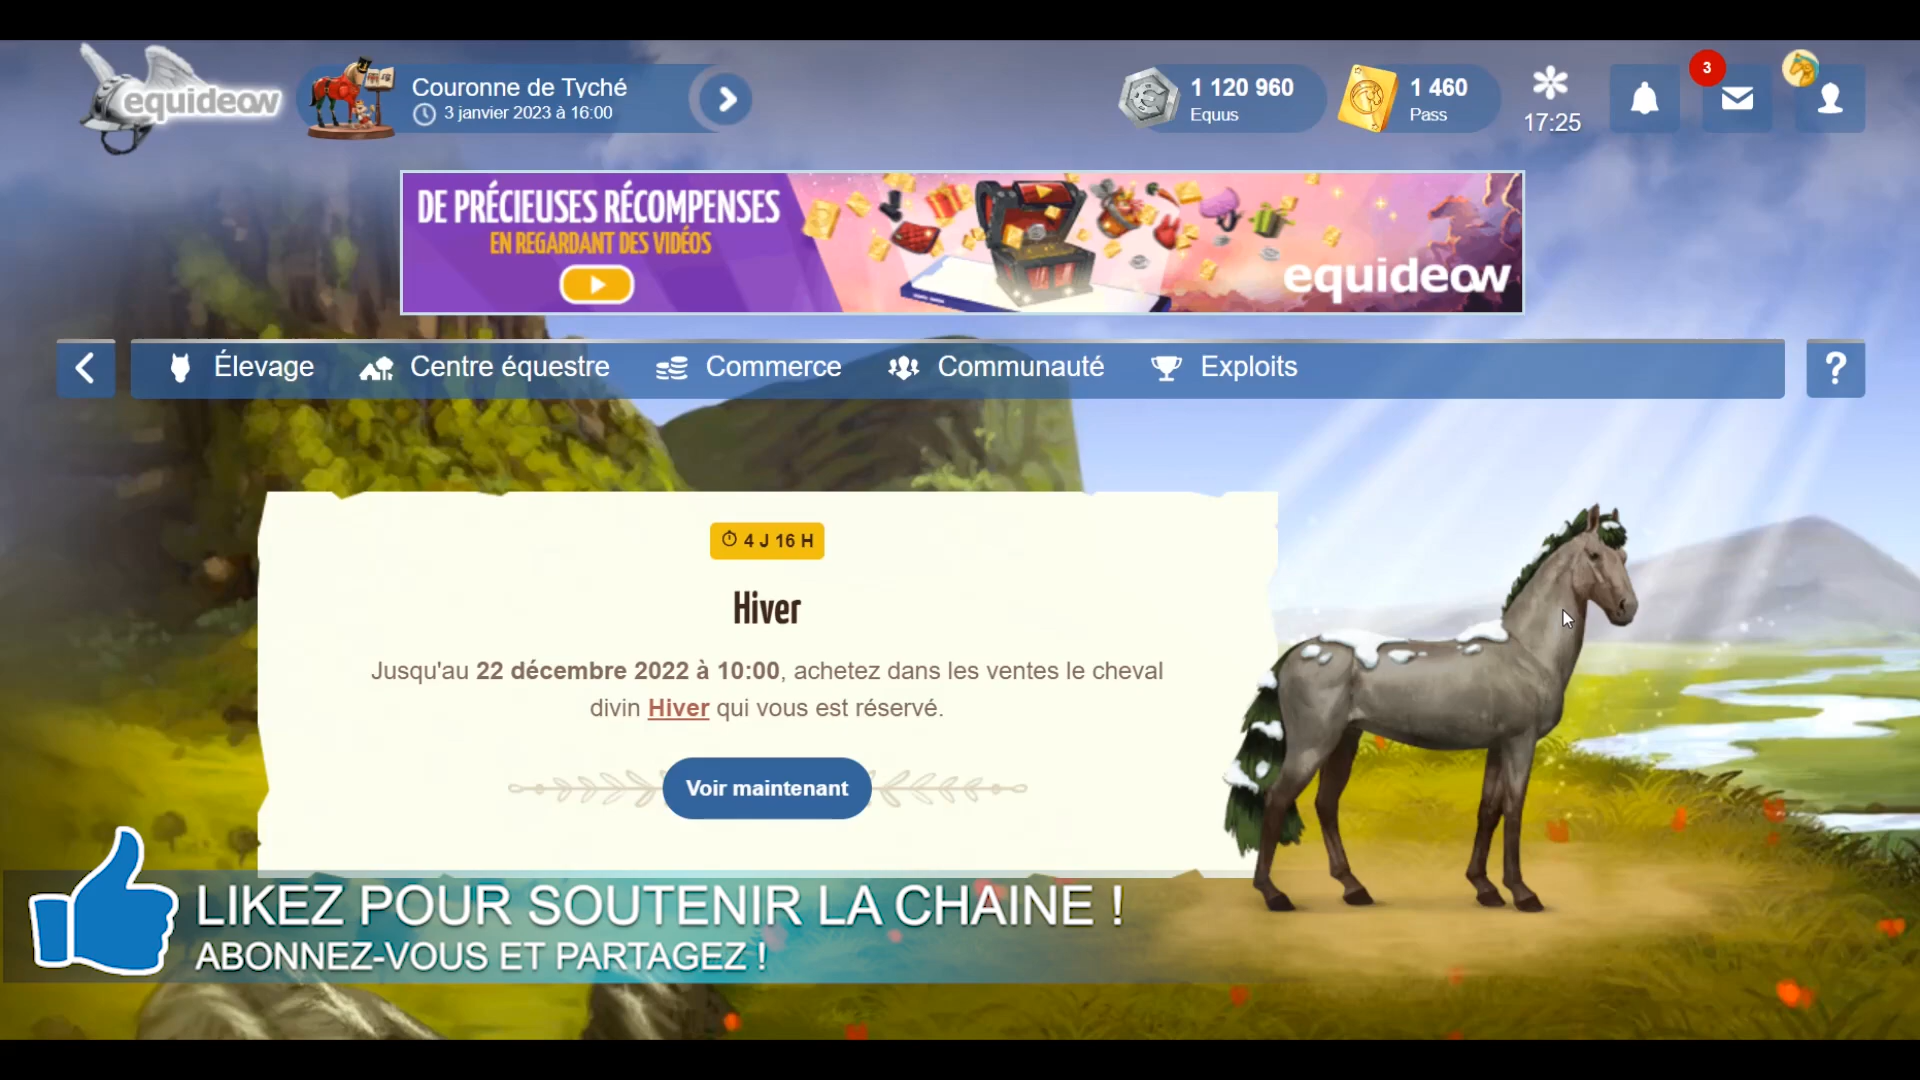 equideow
Couronne de Tyché
3 janvier 2023 à 16:00
1 120 960
Equus
1 460
Pass
17:25
3
DE PRÉCIEUSES RÉCOMPENSES
EN REGARDANT DES VIDÉOS
equideow
Élevage
Centre équestre
Commerce
Communauté
Exploits
?
4 J 16 H
Hiver
Jusqu'au 22 décembre 2022 à 10:00, achetez dans les ventes le cheval
divin Hiver qui vous est réservé.
Voir maintenant
LIKEZ POUR SOUTENIR LA CHAINE !
ABONNEZ-VOUS ET PARTAGEZ !